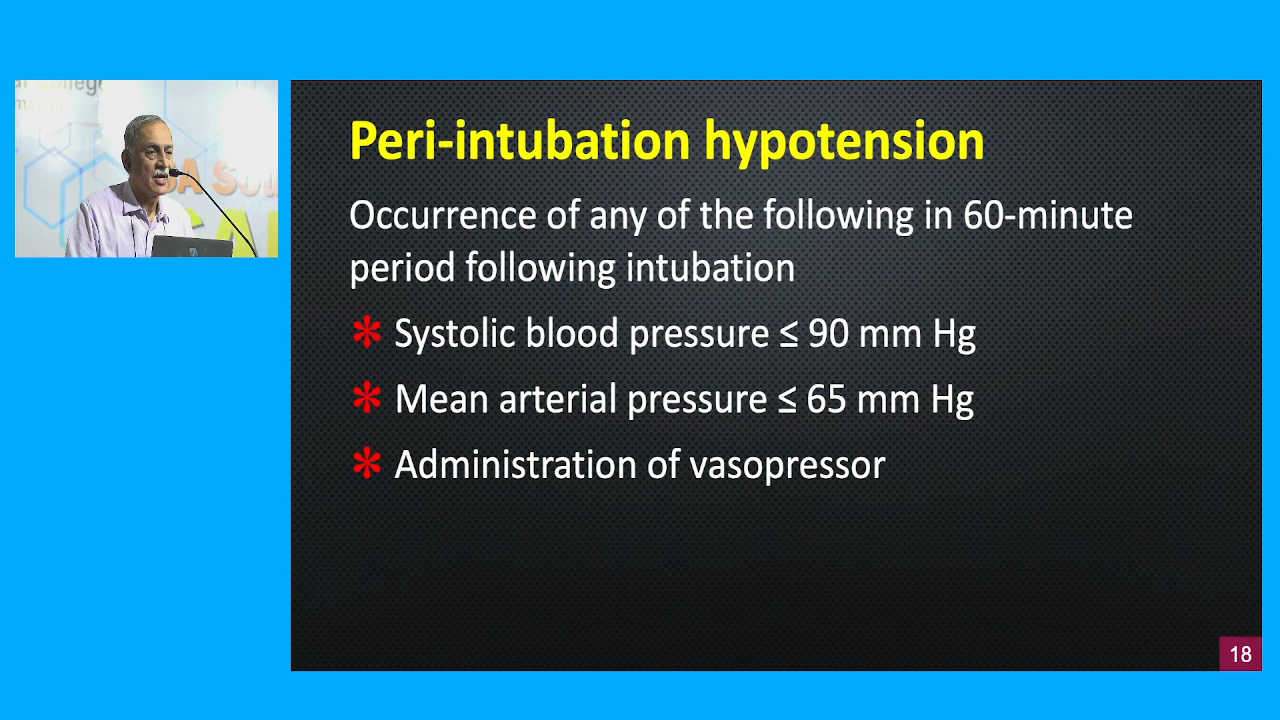 Peri-intubation hypotension
Occurrence of any of the following in 60-minute
period following intubation
Systolic blood pressure ≤ 90 mm Hg
Mean arterial pressure ≤ 65 mm Hg
Administration of vasopressor
18